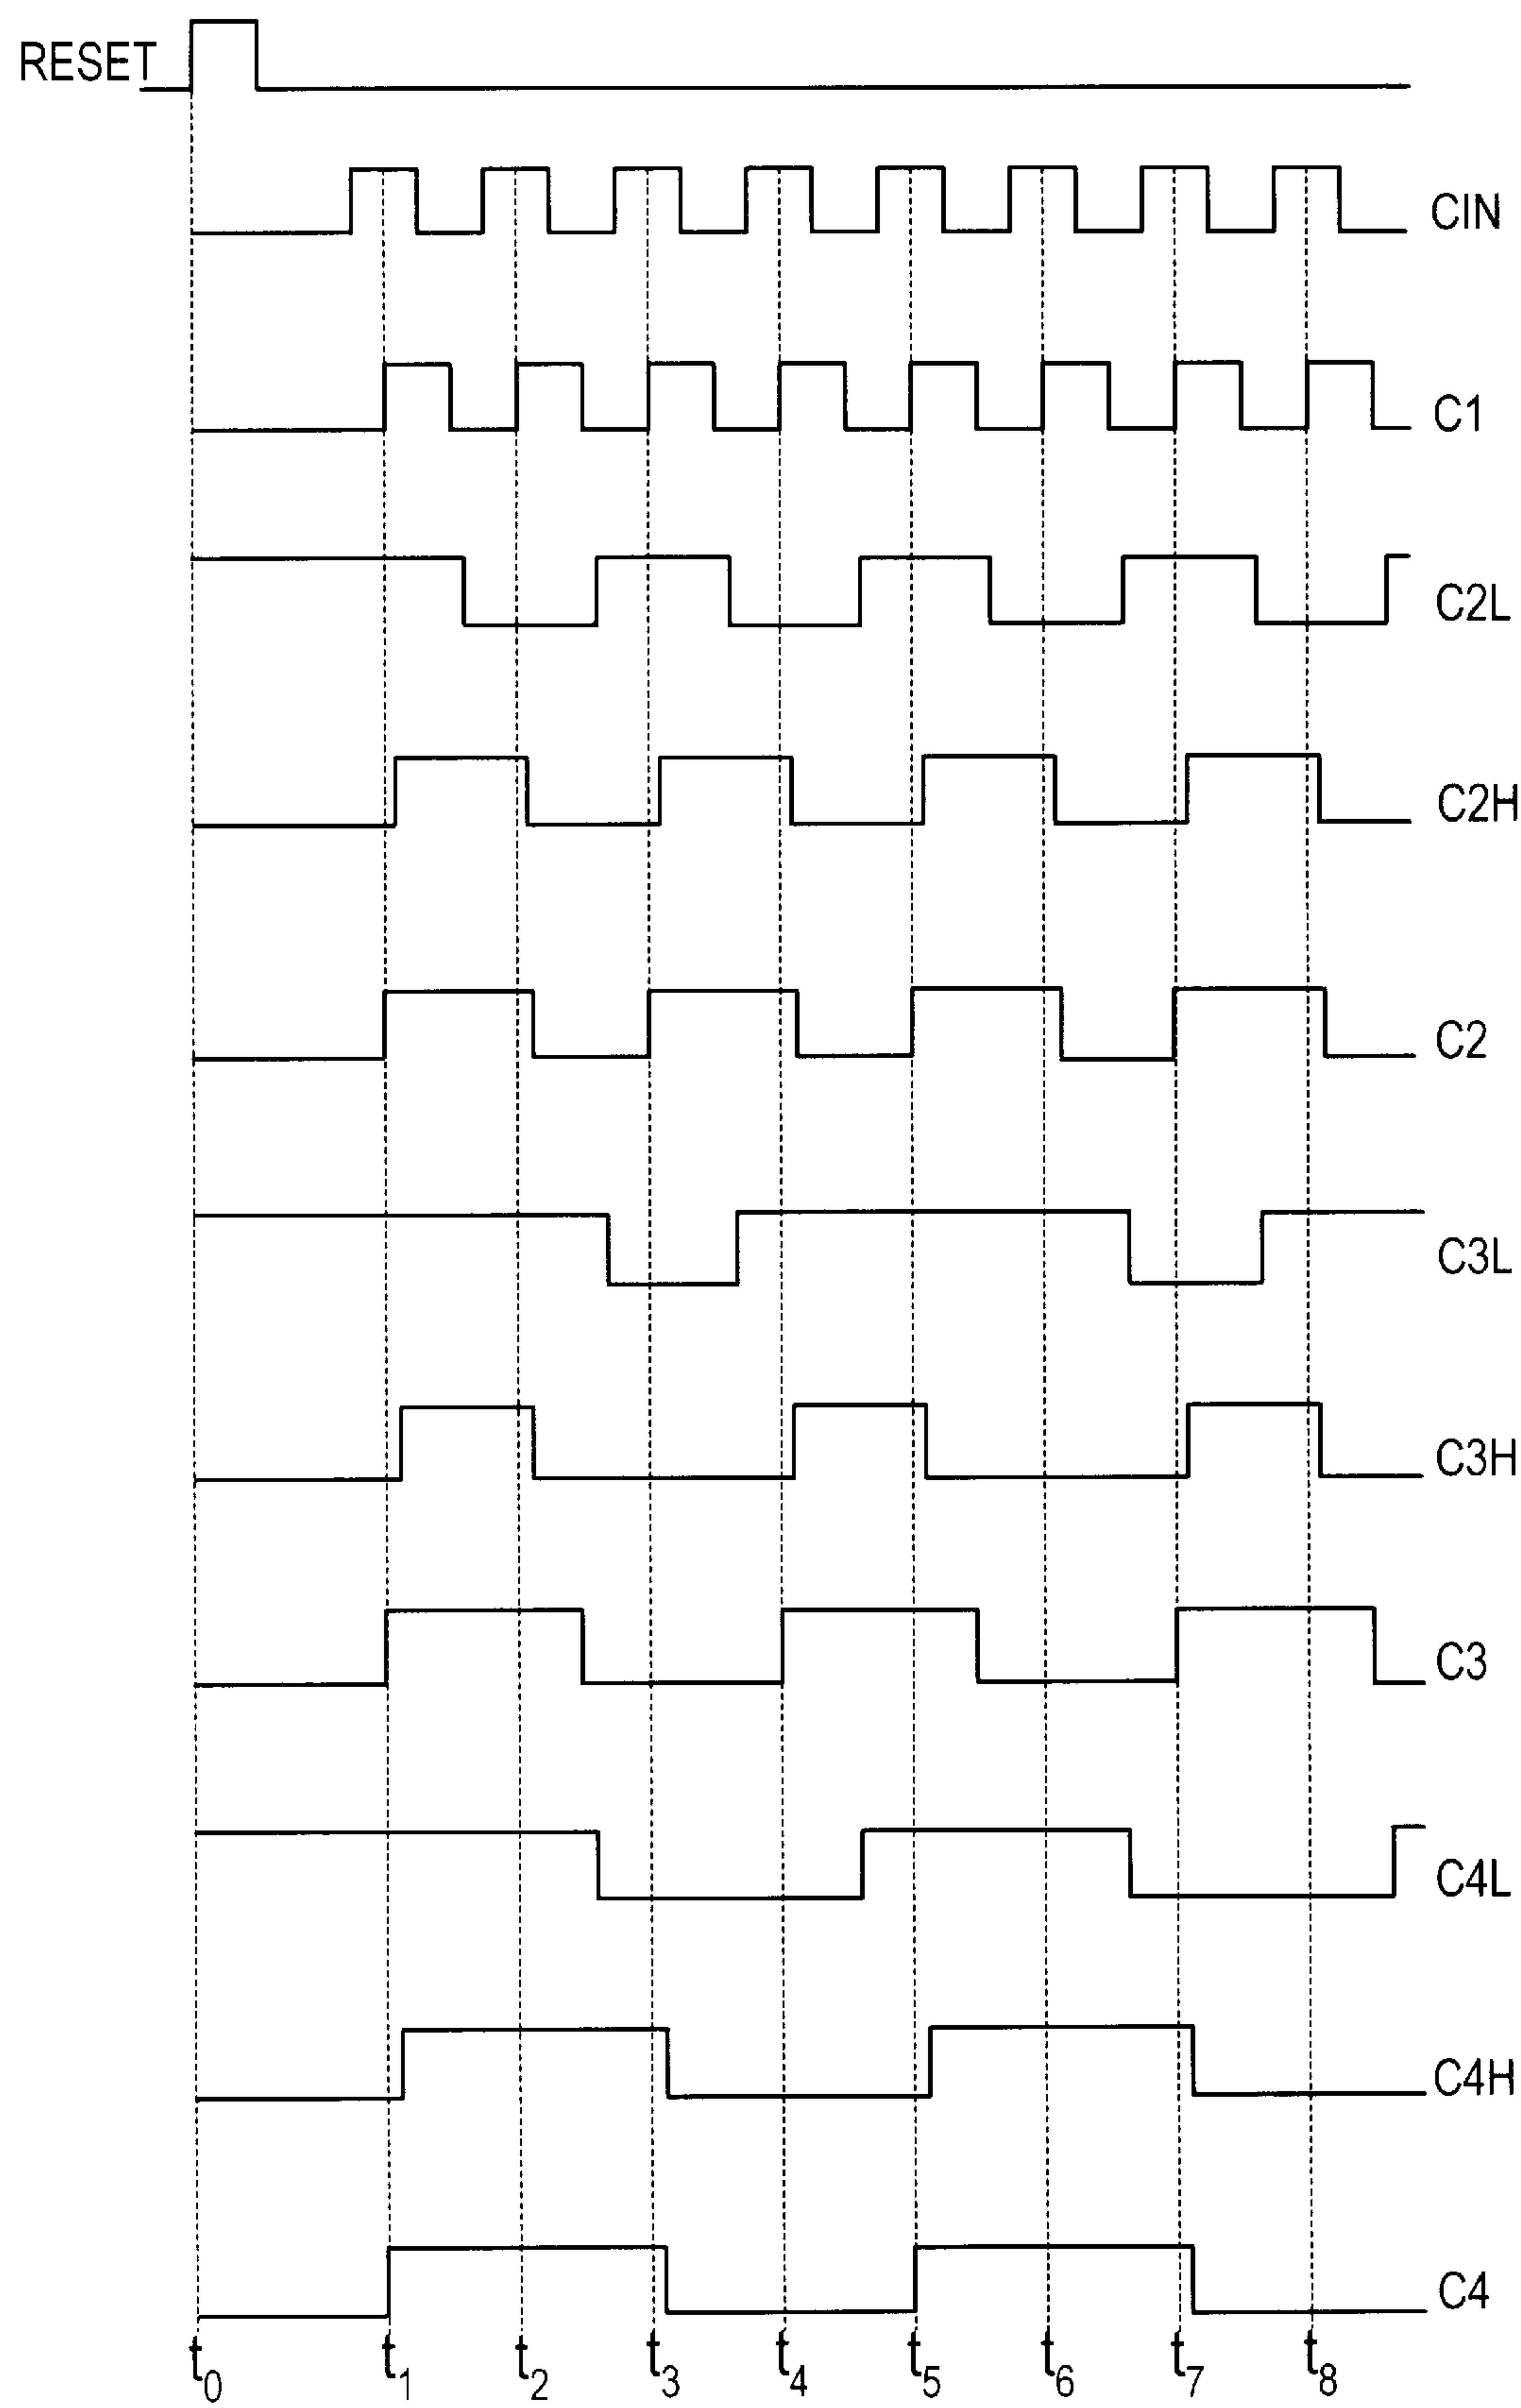 RESET
CIN
C1
C2L
C2H
C2
C3L
C3H
C3
C4L
C4H
C4
t0 t1 t2 t3 t4 t5 t6 t7 t8